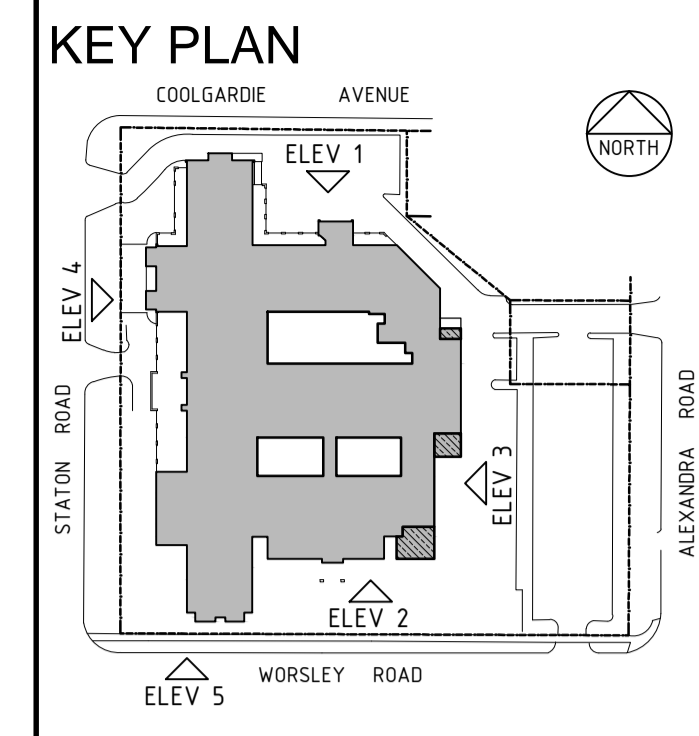 KEY PLAN
COOLGARDIE AVENUE
NORTH
ELEV 1
ELEV 4
STATON ROAD
ELEV 3
ALEXANDRA ROAD
ELEV 2
WORSLEY ROAD
ELEV 5